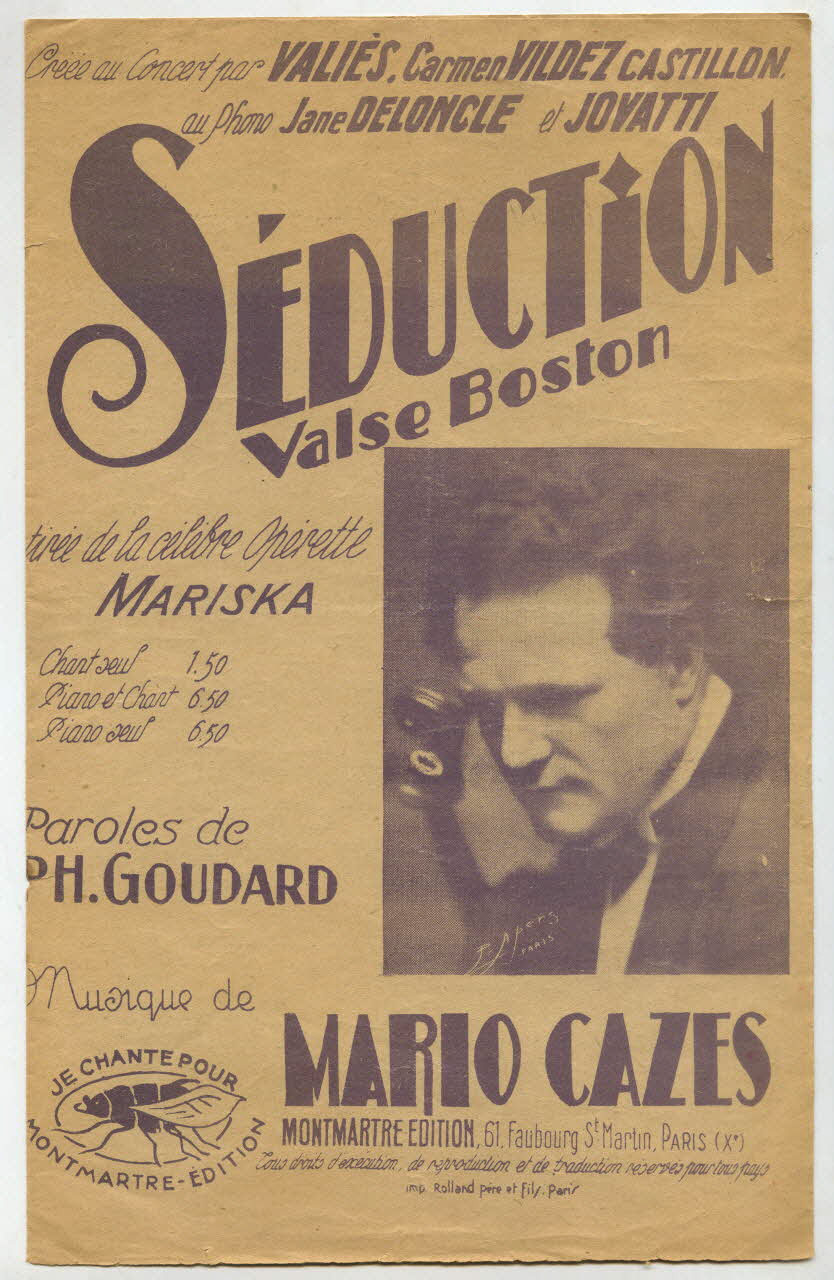 Créée au Concert par VALIÈS, Carmen VILDEZ CASTILLON,
au Phono Jane DELONCLE et JOVATTI
SÉDUCTION
Valse Boston
tirée de la célèbre Opérette
MARISKA
Chant seul 1.50
Piano et Chant 6.50
Piano seul 6.50
Paroles de
PH. GOUDARD
P. Apers
PARIS
Musique de
MARIO CAZES
JE CHANTE POUR
MONTMARTRE-ÉDITION
MONTMARTRE EDITION, 61, Faubourg St Martin, PARIS (Xe)
Tous droits d'exécution, de reproduction et de traduction réservés pour tous pays
imp. Rolland père et fils. Paris